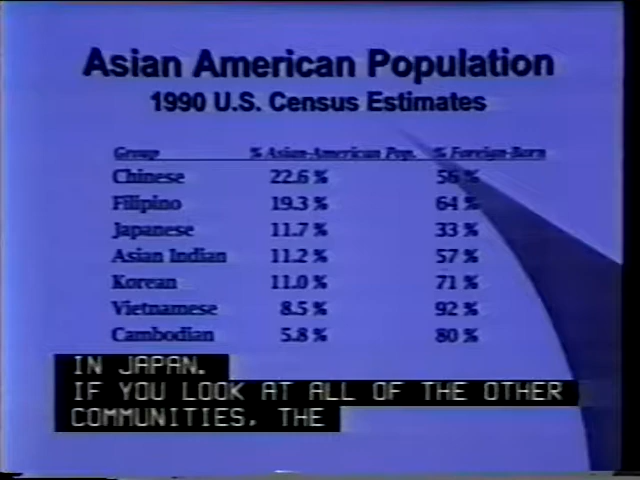 Asian American Population
1990 U.S. Census Estimates
Group % Asian-American Pop. % Foreign-Born
Chinese 22.6 % 56 %
Filipino 19.3 % 64 %
Japanese 11.7 % 33 %
Asian Indian 11.2 % 57 %
Korean 11.0 % 71 %
Vietnamese 8.5 % 92 %
Cambodian 5.8 % 80 %
IN JAPAN.
IF YOU LOOK AT ALL OF THE OTHER
COMMUNITIES, THE